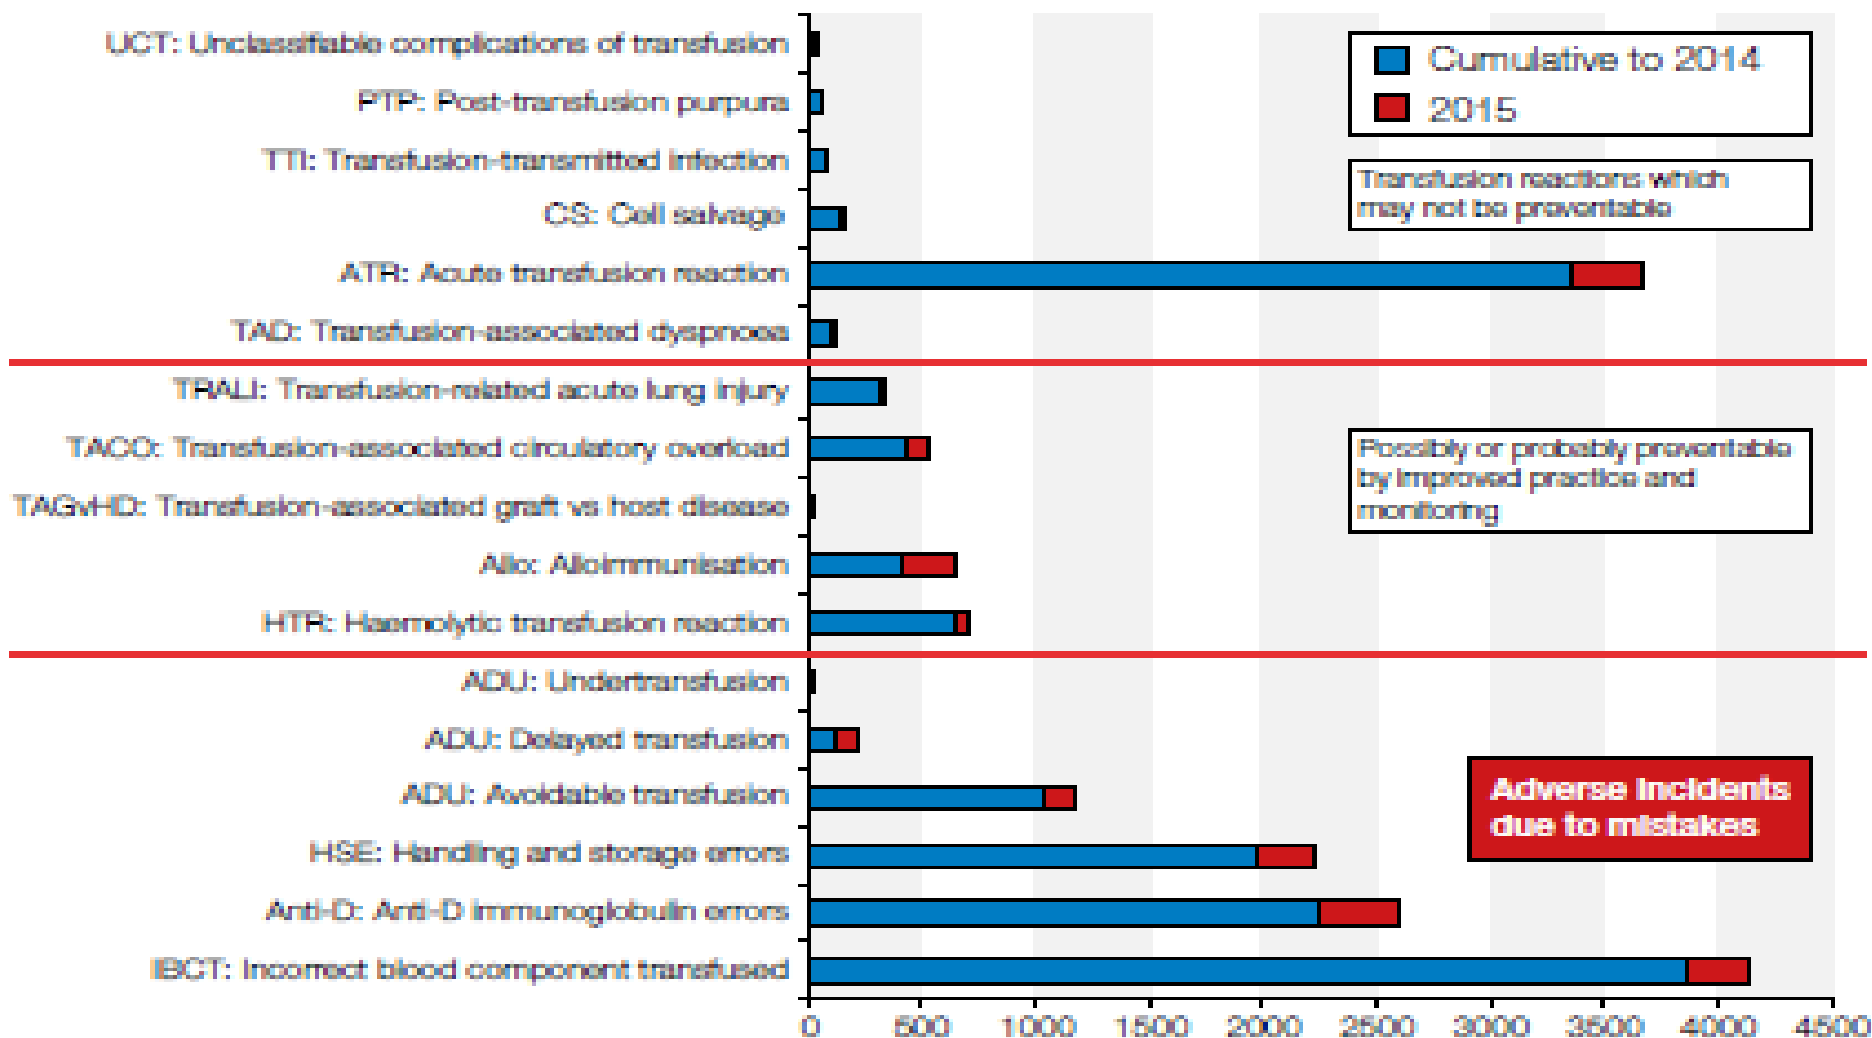 UCT: Unclassifiable complications of transfusion
PTP: Post-transfusion purpura
TTI: Transfusion-transmitted infection
CS: Cell salvage
ATR: Acute transfusion reaction
TAD: Transfusion-associated dyspnoea
TRALI: Transfusion-related acute lung injury
TACO: Transfusion-associated circulatory overload
TAGvHD: Transfusion-associated graft vs host disease
Allo: Alloimmunisation
HTR: Haemolytic transfusion reaction
ADU: Undertransfusion
ADU: Delayed transfusion
ADU: Avoidable transfusion
HSE: Handling and storage errors
Anti-D: Anti-D immunoglobulin errors
IBCT: Incorrect blood component transfused
Cumulative to 2014
2015
Transfusion reactions which
may not be preventable
Possibly or probably preventable
by improved practice and
monitoring
Adverse incidents
due to mistakes
0 500 1000 1500 2000 2500 3000 3500 4000 4500